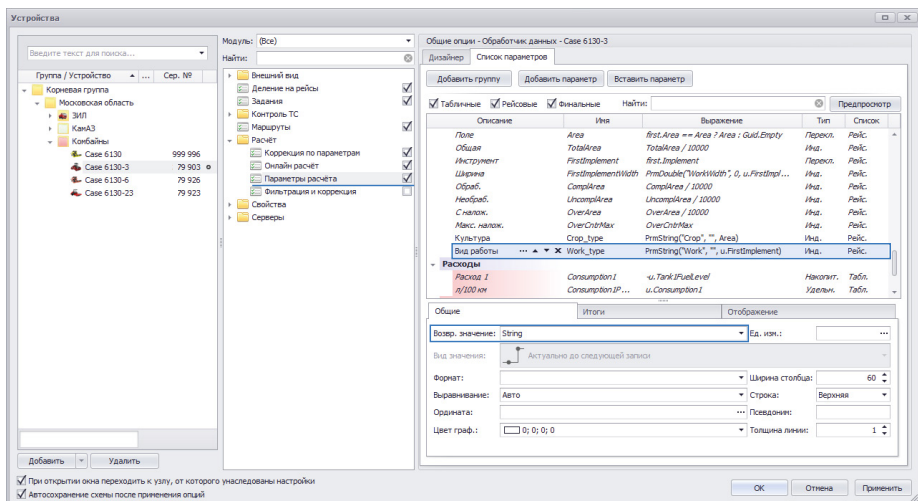 Устройства
Введите текст для поиска...
Группа / Устройство ... Сер. №
Корневая группа
Московская область
ЗИЛ
КамАЗ
Комбайны
Case 6130 999 996
Case 6130-3 79 903
Case 6130-6 79 926
Case 6130-23 79 923
Добавить Удалить
Модуль: (Все)
Найти:
Внешний вид
Деление на рейсы
Задания
Контроль ТС
Маршруты
Расчёт
Коррекция по параметрам
Онлайн расчёт
Параметры расчёта
Фильтрация и коррекция
Свойства
Серверы
Общие опции - Обработчик данных - Case 6130-3
Дизайнер Список параметров
Добавить группу Добавить параметр Вставить параметр
Табличные Рейсовые Финальные Найти: Предпросмотр
Описание Имя Выражение Тип Список
Поле Area first.Area == Area ? Area : Guid.Empty Перекл. Рейс.
Общая TotalArea TotalArea / 10000 Инд. Рейс.
Инструмент FirstImplement first.Implement Перекл. Рейс.
Ширина FirstImplementWidth PrmDouble("WorkWidth", 0, u.FirstImpl... Инд. Рейс.
Обраб. ComplArea ComplArea / 10000 Инд. Рейс.
Необраб. UncomplArea UncomplArea / 10000 Инд. Рейс.
С налож. OverArea OverArea / 10000 Инд. Рейс.
Макс. налож. OverCntrMax OverCntrMax Инд. Рейс.
Культура Crop_type PrmString("Crop", "", Area) Инд. Рейс.
Вид работы ... Work_type PrmString("Work", "", u.FirstImplement) Инд. Рейс.
Расходы
Расход 1 Consumption1 -u.Tank1FuelLevel Накопит. Табл.
л/100 км Consumption1P... u.Consumption1 Удельн. Табл.
Общие Итоги Отображение
Возвр. значение: String Ед. изм.: ...
Вид значения: Актуально до следующей записи
Формат: Ширина столбца: 60
Выравнивание: Авто Строка: Верхняя
Ордината: ... Псевдоним:
Цвет граф.: 0; 0; 0; 0 Толщина линии: 1
При открытии окна переходить к узлу, от которого унаследованы настройки
Автосохранение схемы после применения опций
ОК Отмена Применить